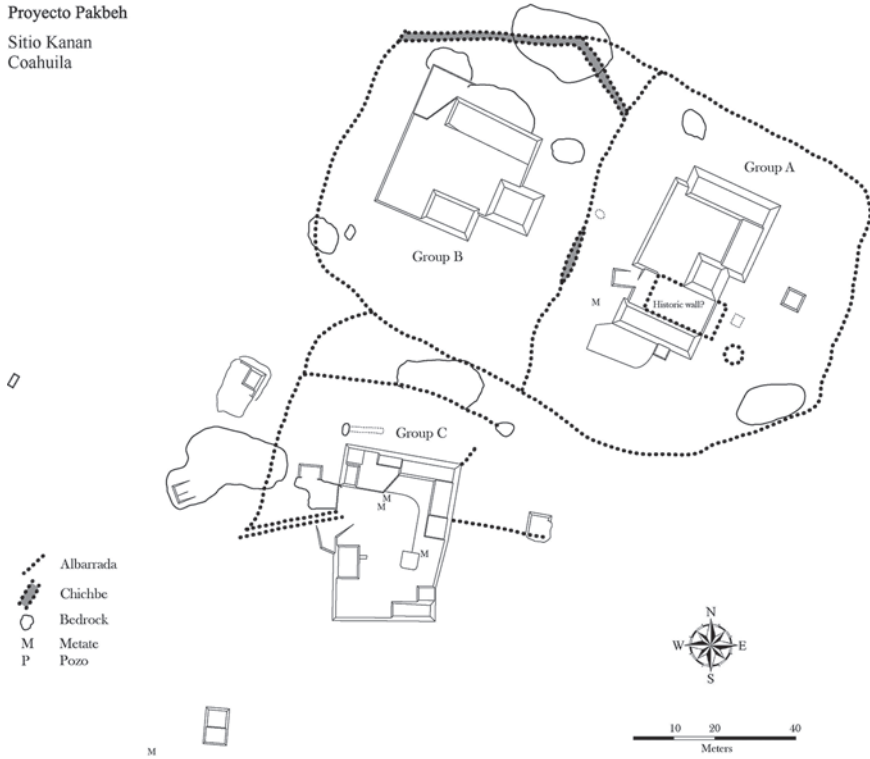 Proyecto Pakbeh
Sitio Kanan
Coahuila
Group A
Group B
Historic wall?
M
Group C
M
M
M
Albarrada
Chichbe
Bedrock
M Metate
P Pozo
N
W E
S
10 20 40
Meters
M